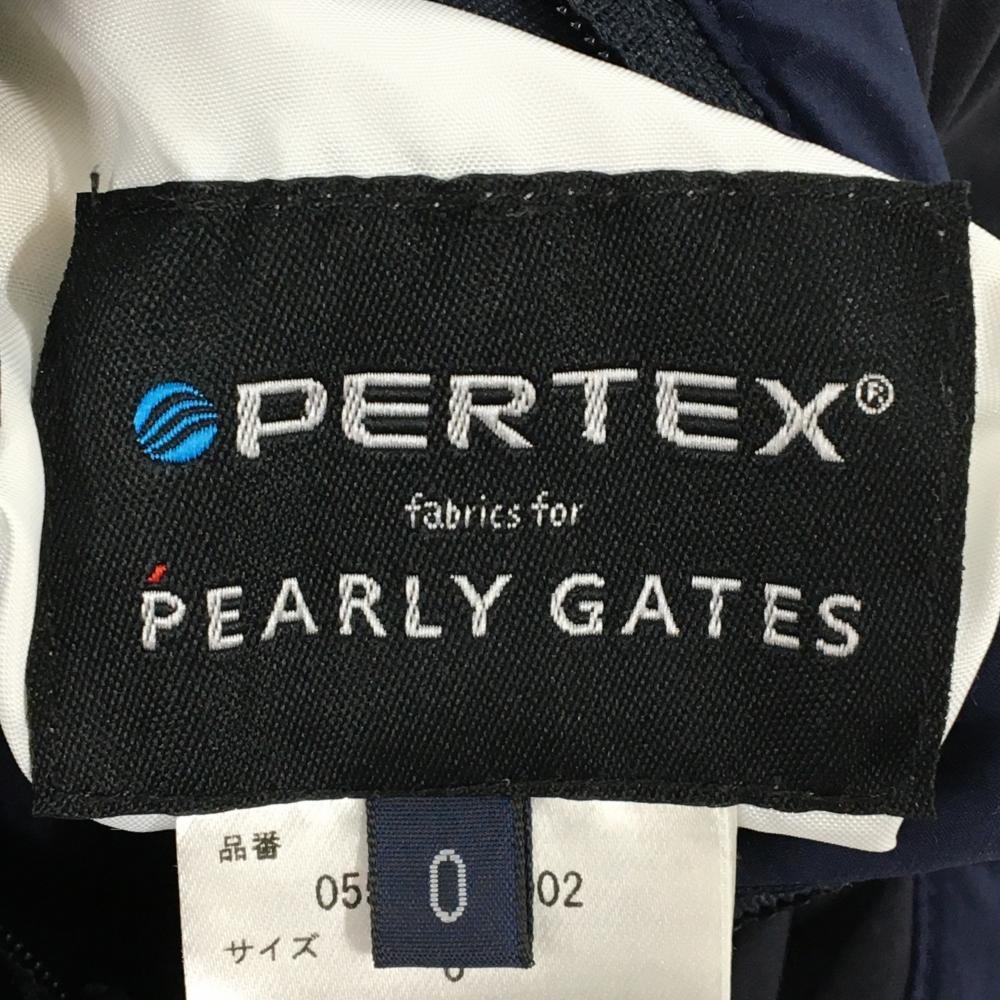 PERTEX®
fabrics for
PEARLY GATES
品番
0
02
サイズ